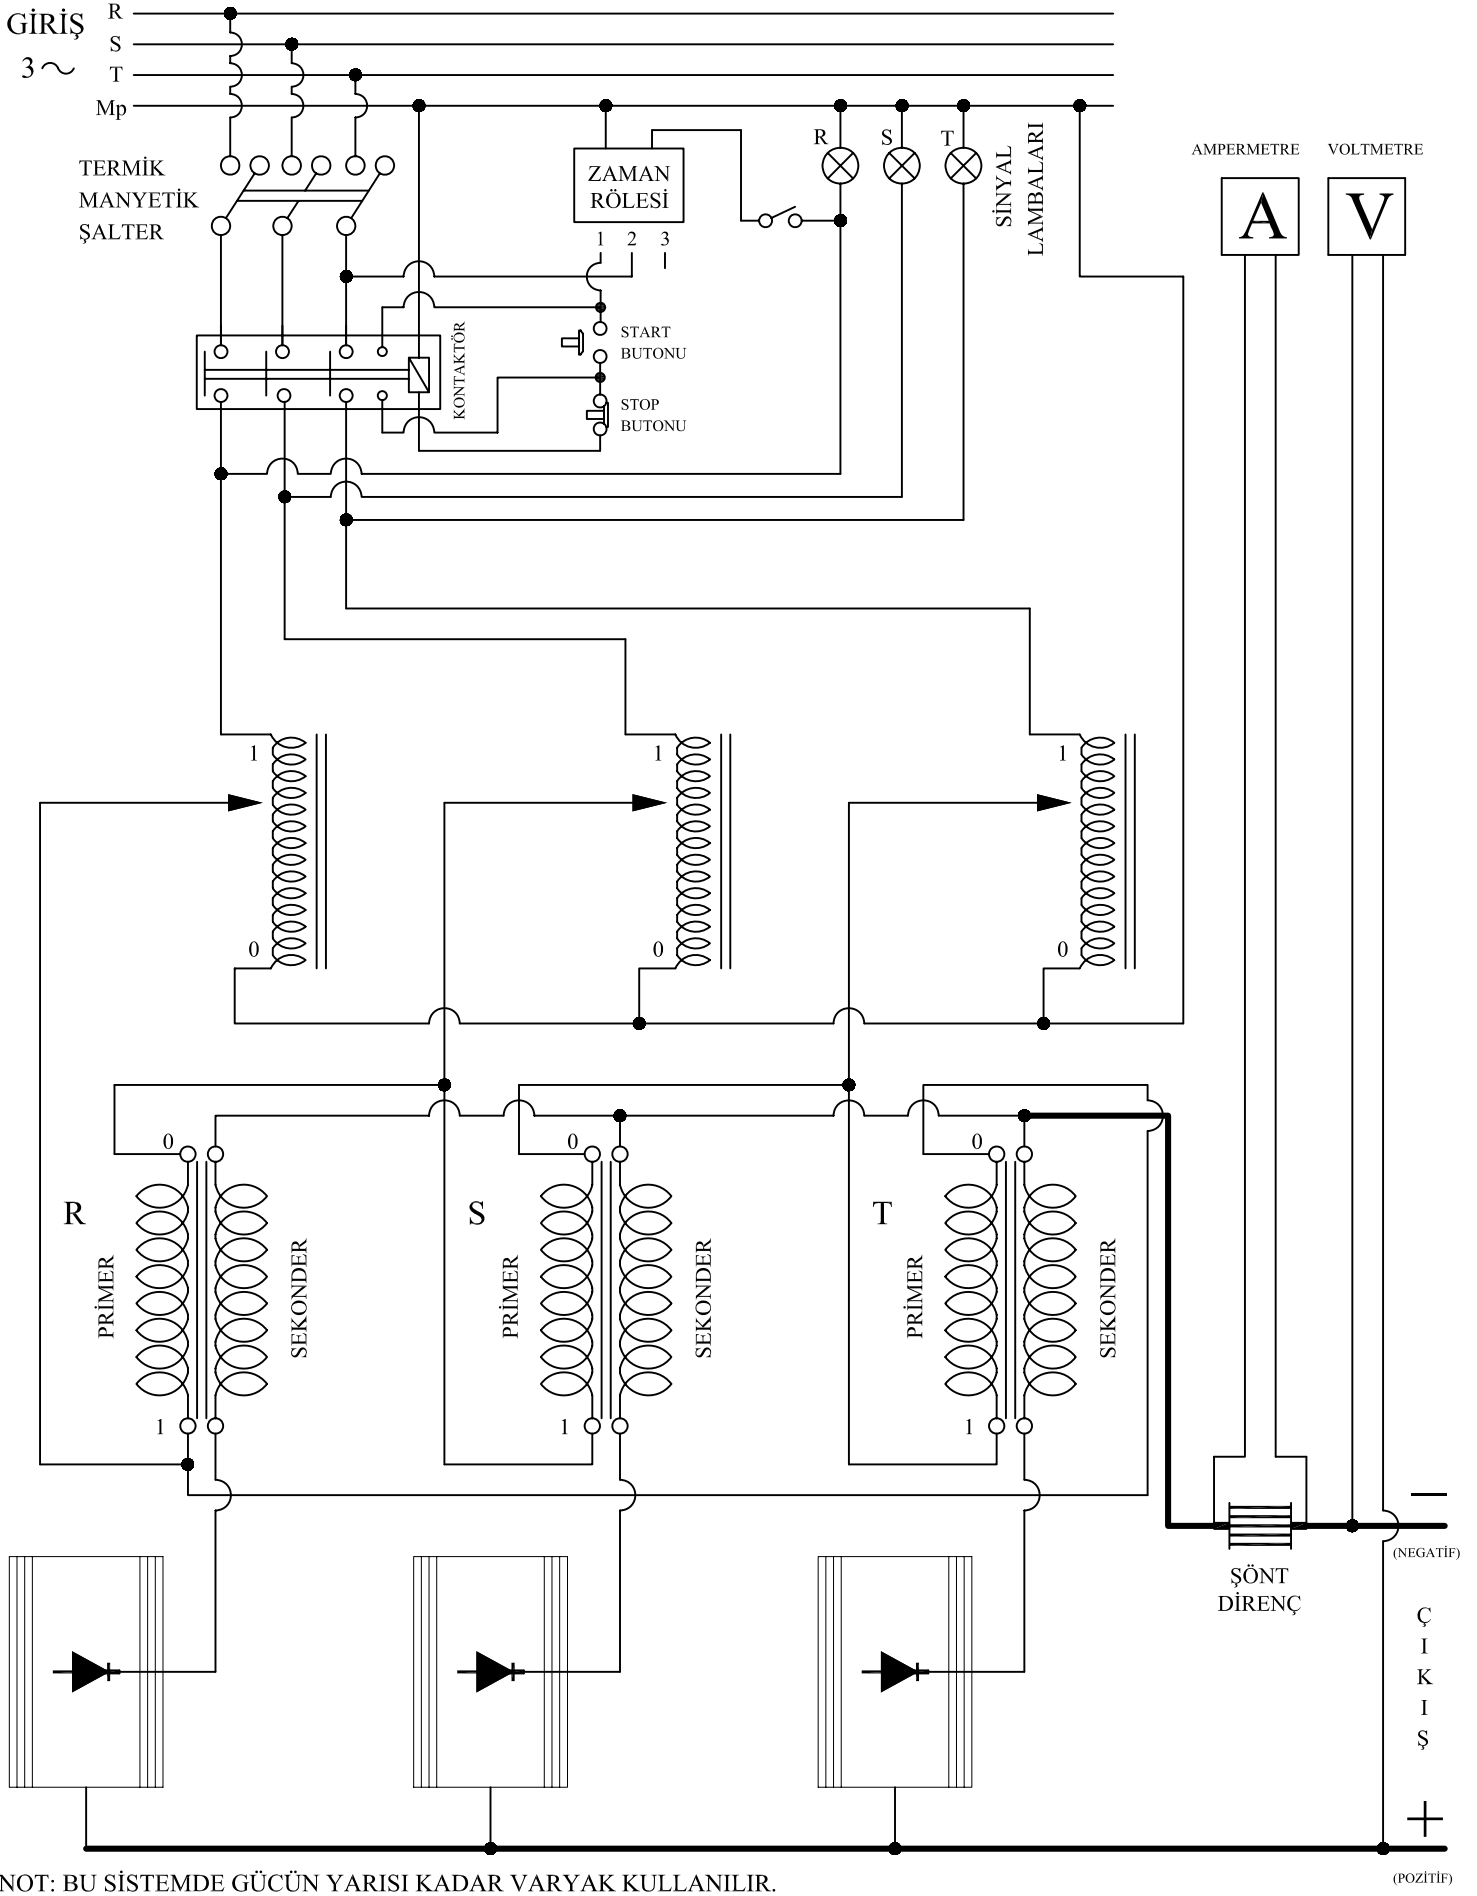 GİRİŞ
3
R
S
T
Mp
TERMİK
MANYETİK
ŞALTER
ZAMAN
RÖLESİ
1 2 3
R
S
T
SİNYAL
LAMBALARI
AMPERMETRE
VOLTMETRE
A
V
START
BUTONU
STOP
BUTONU
KONTAKTÖR
1
0
1
0
1
0
R
0
1
PRİMER
SEKONDER
S
0
1
PRİMER
SEKONDER
T
0
1
PRİMER
SEKONDER
ŞÖNT
DİRENÇ
—
(NEGATİF)
Ç
I
K
I
Ş
+
(POZİTİF)
NOT: BU SİSTEMDE GÜCÜN YARISI KADAR VARYAK KULLANILIR.